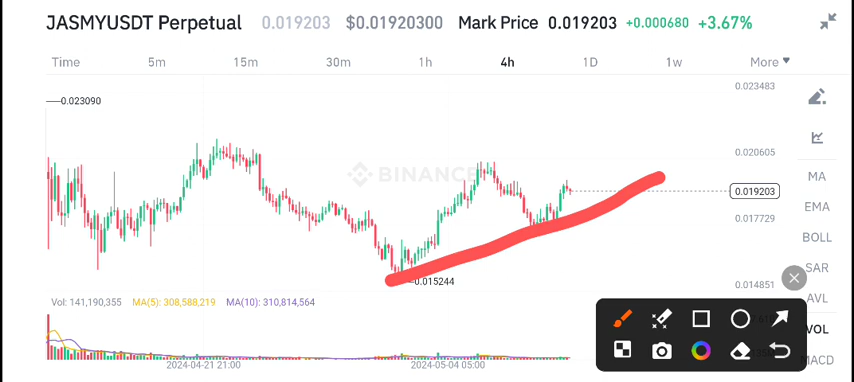 JASMYUSDT Perpetual 0.019203 $0.01920300 Mark Price 0.019203 +0.000680 +3.67%
Time 5m 15m 30m 1h 4h 1D 1w More
0.023483
0.023090
0.020605
BINANCE
MA
0.019203
EMA
0.017729
BOLL
SAR
0.015244
0.014851
AVL
Vol: 141,190,355 MA(5): 308,588,219 MA(10): 310,814,564
VOL
MACD
2024-04-21 21:00 2024-05-04 05:00